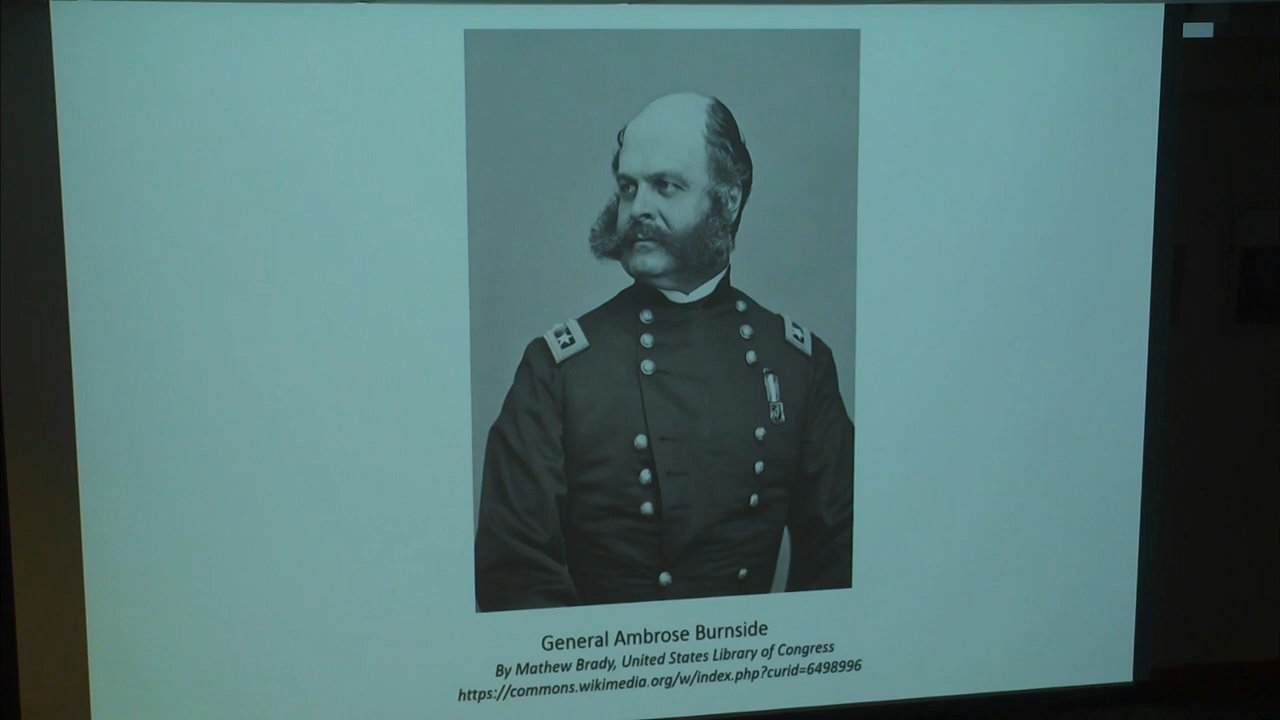 General Ambrose Burnside
By Mathew Brady, United States Library of Congress
https://commons.wikimedia.org/w/index.php?curid=6498996